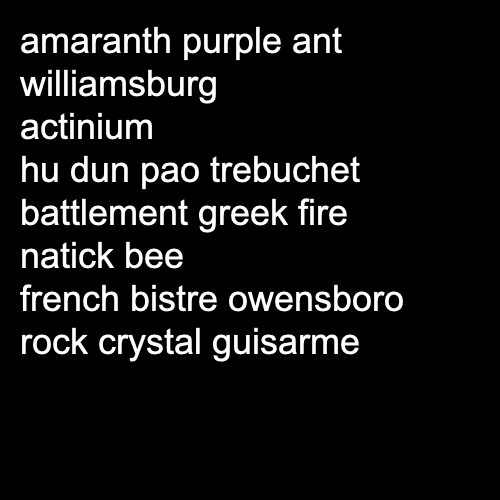 amaranth purple ant
williamsburg
actinium
hu dun pao trebuchet
battlement greek fire
natick bee
french bistre owensboro
rock crystal guisarme